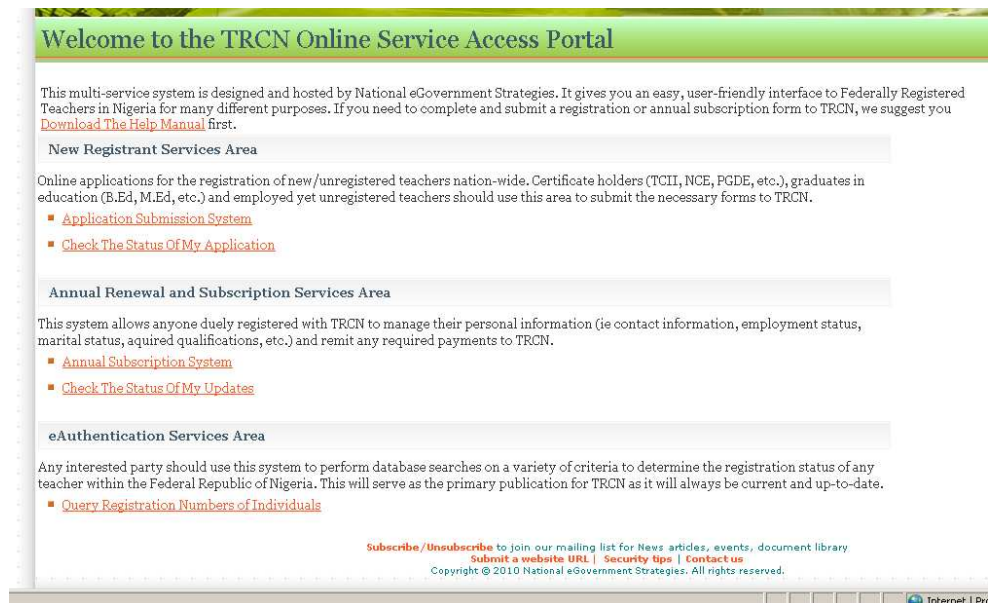 Welcome to the TRCN Online Service Access Portal
This multi-service system is designed and hosted by National eGovernment Strategies. It gives you an easy, user-friendly interface to Federally Registered
Teachers in Nigeria for many different purposes. If you need to complete and submit a registration or annual subscription form to TRCN, we suggest you
Download The Help Manual first.
New Registrant Services Area
Online applications for the registration of new/unregistered teachers nation-wide. Certificate holders (TCII, NCE, PGDE, etc.), graduates in
education (B.Ed, M.Ed, etc.) and employed yet unregistered teachers should use this area to submit the necessary forms to TRCN.
Application Submission System
Check The Status Of My Application
Annual Renewal and Subscription Services Area
This system allows anyone duely registered with TRCN to manage their personal information (ie contact information, employment status,
marital status, aquired qualifications, etc.) and remit any required payments to TRCN.
Annual Subscription System
Check The Status Of My Updates
eAuthentication Services Area
Any interested party should use this system to perform database searches on a variety of criteria to determine the registration status of any
teacher within the Federal Republic of Nigeria. This will serve as the primary publication for TRCN as it will always be current and up-to-date.
Query Registration Numbers of Individuals
Subscribe/Unsubscribe to join our mailing list for News articles, events, document library
Submit a website URL | Security tips | Contact us
Copyright © 2010 National eGovernment Strategies. All rights reserved.
Internet | Pro